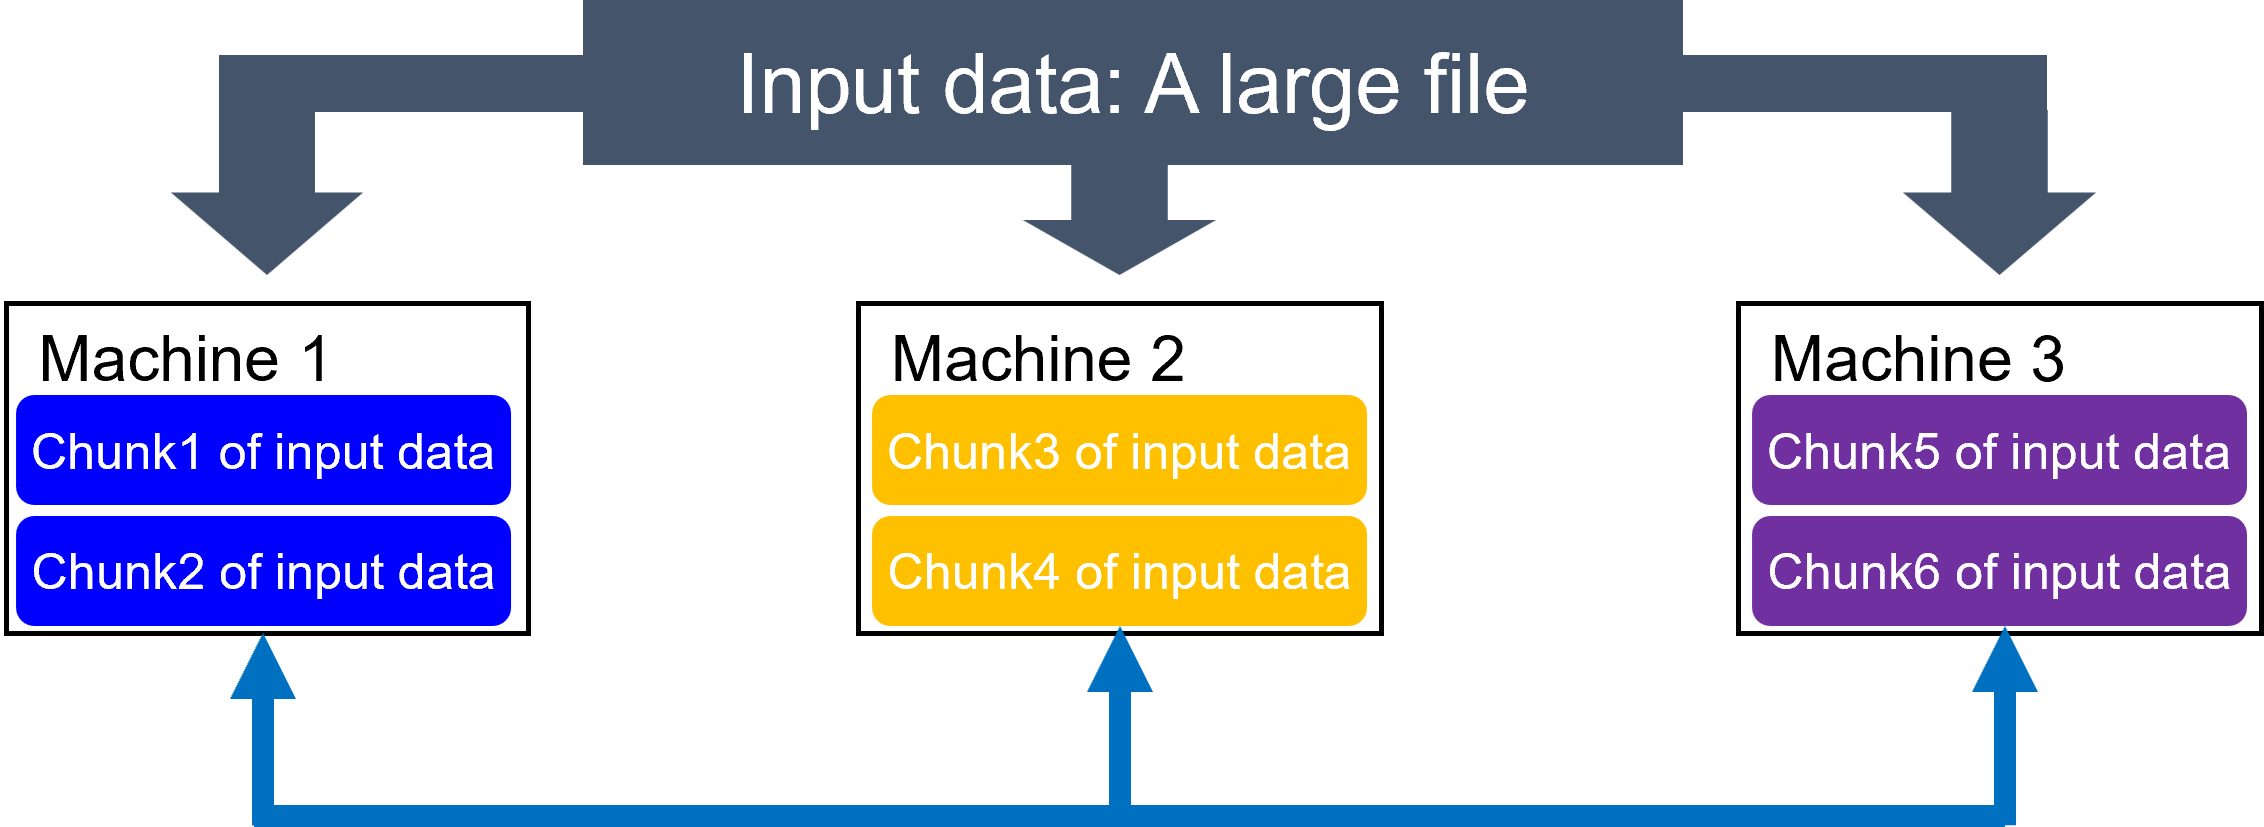 Input data: A large file
Machine 1
Chunk1 of input data
Chunk2 of input data
Machine 2
Chunk3 of input data
Chunk4 of input data
Machine 3
Chunk5 of input data
Chunk6 of input data